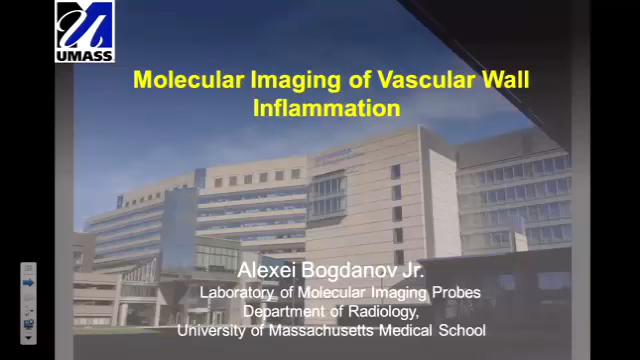 UMASS
Molecular Imaging of Vascular Wall
Inflammation
Alexei Bogdanov Jr.
Laboratory of Molecular Imaging Probes
Department of Radiology,
University of Massachusetts Medical School